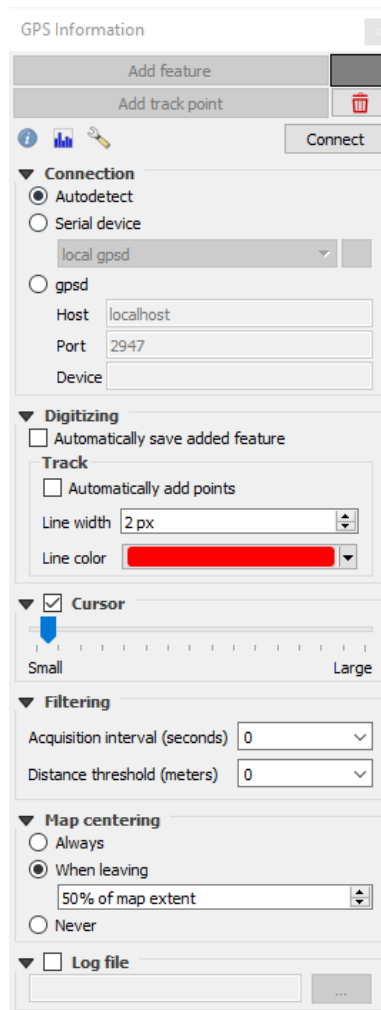 GPS Information
Add feature
Add track point
Connect
Connection
Autodetect
Serial device
local gpsd
gpsd
Host localhost
Port 2947
Device
Digitizing
Automatically save added feature
Track
Automatically add points
Line width 2 px
Line color
Cursor
Small Large
Filtering
Acquisition interval (seconds) 0
Distance threshold (meters) 0
Map centering
Always
When leaving
50% of map extent
Never
Log file
...